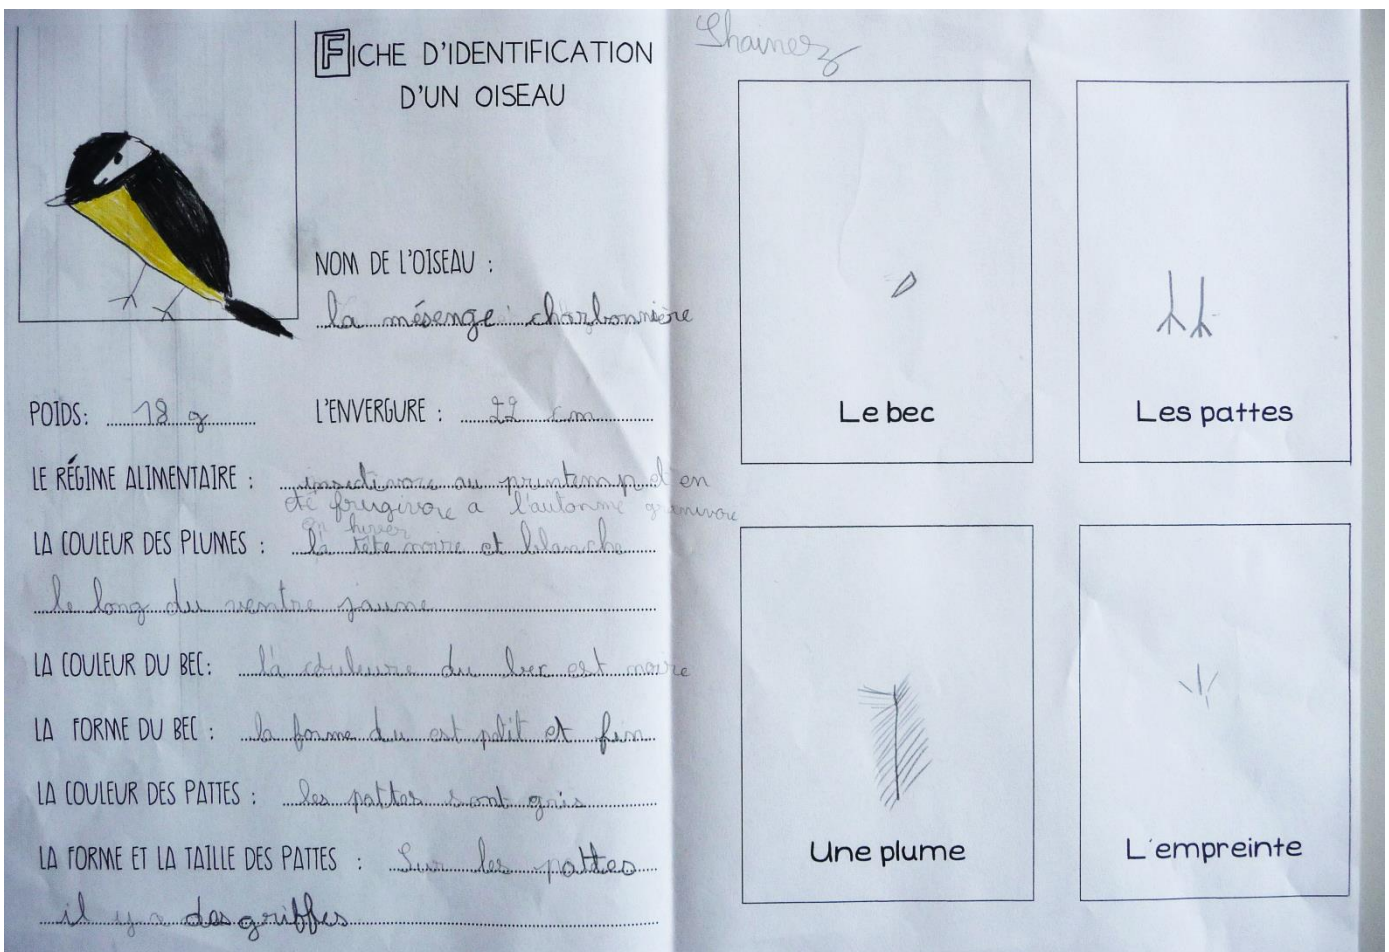 FICHE D'IDENTIFICATION
D'UN OISEAU
NOM DE L'OISEAU :
la mésenge charbonnière
POIDS: 18 g L'ENVERGURE : 22 cm
LE RÉGIME ALIMENTAIRE : insectivore au printemp d en
été frugivore a l'automne granivore
en hiver
LA COULEUR DES PLUMES : la tête noire et blanche
le long du ventre jaune
LA COULEUR DU BEC: la couleure du bec est noire
LA FORME DU BEC : la forme du est petit et fin
LA COULEUR DES PATTES : les pattes sont gris
LA FORME ET LA TAILLE DES PATTES : Sur les pattes
il y a des griffes
Shainez
Le bec
Les pattes
Une plume
L'empreinte